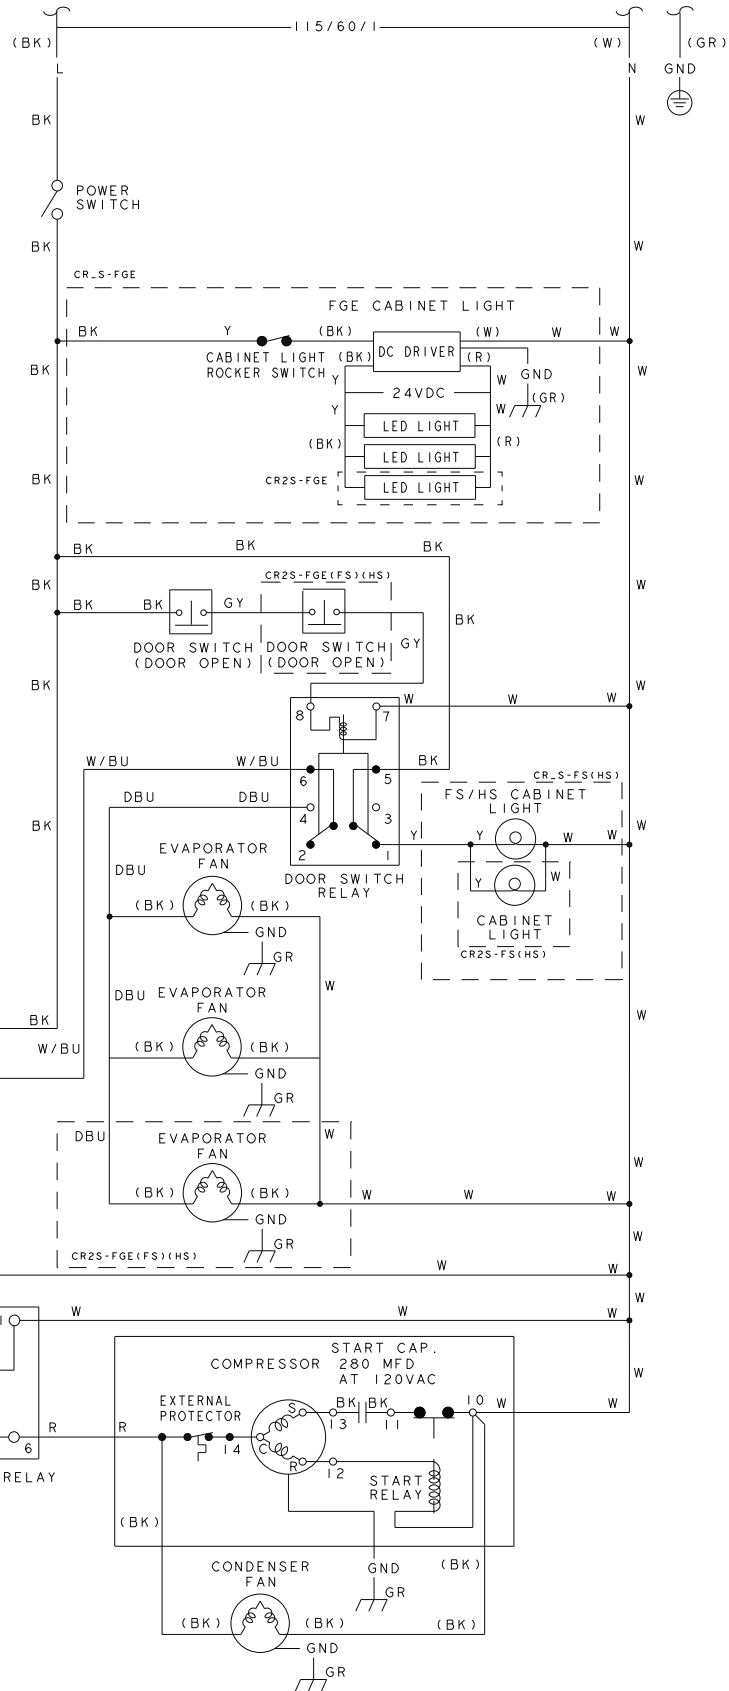 115/60/1
(BK) (W) (GR)
L N GND
BK W
POWER
SWITCH
BK W
CR_S-FGE
FGE CABINET LIGHT
BK Y (BK) (W) W W
DC DRIVER
CABINET LIGHT (BK) (R)
ROCKER SWITCH
BK Y W GND W
24VDC (GR)
Y W
LED LIGHT
(BK) (R)
LED LIGHT
BK CR2S-FGE LED LIGHT W
BK BK BK
CR2S-FGE(FS)(HS)
BK W
BK BK GY
BK
DOOR SWITCH DOOR SWITCH GY
(DOOR OPEN) (DOOR OPEN)
BK W
W W W
8 7
W/BU W/BU BK
6 5
CR_S-FS(HS)
DBU DBU FS/HS CABINET
LIGHT
4 3
BK W
Y Y W W
EVAPORATOR
FAN
2 1
DBU DOOR SWITCH
RELAY
Y W
(BK) (BK)
CABINET
LIGHT
GND
CR2S-FS(HS)
GR
DBU EVAPORATOR W
FAN
BK W
W/BU (BK) (BK)
GND
GR
DBU EVAPORATOR W
FAN
W
(BK) (BK) W W W
GND
W
GR
CR2S-FGE(FS)(HS)
W W
W
W W W
1
START CAP.
COMPRESSOR 280 MFD
AT 120VAC
W
EXTERNAL
PROTECTOR
BK BK 10 W W
S
13 11
R R
6 14 C
R 12
RELAY
START
RELAY
(BK)
CONDENSER
FAN
GND (BK)
GR
(BK) (BK) (BK)
GND
GR